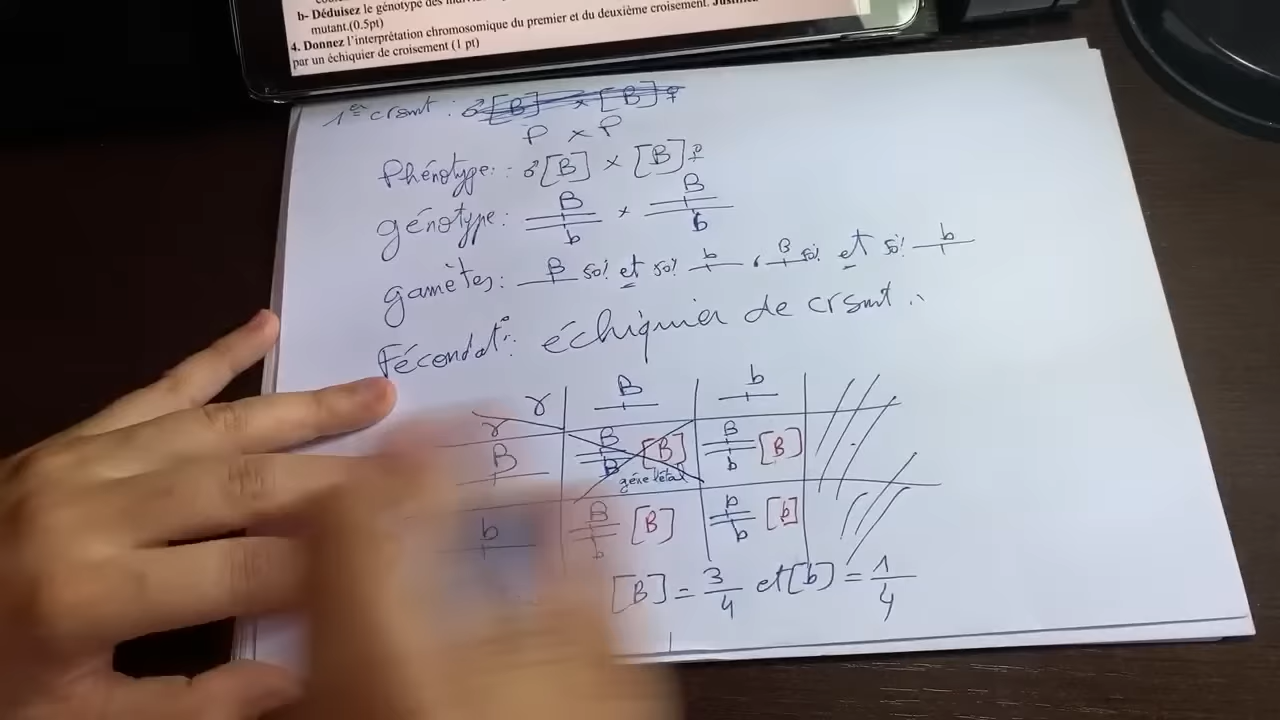 b- Déduisez le génotype des
mutant.(0.5pt)
4. Donnez l'interprétation chromosomique du premier et du deuxième croisement.
par un échiquier de croisement (1 pt)
1er crsmt : ♂ [B] × [B] ♀
P × P
Phénotype: : ♂ [B] × [B] ♀
génotype: B/b × B/b
gamètes: B 50% et 50% b , B 50% et 50% b
Fécondat°: échiquier de crsmt :
γ B b
γ
B B/B [B] B/b [B]
gène létal
b B/b [B] b/b [b]
[B] = 3/4 et [b] = 1/4